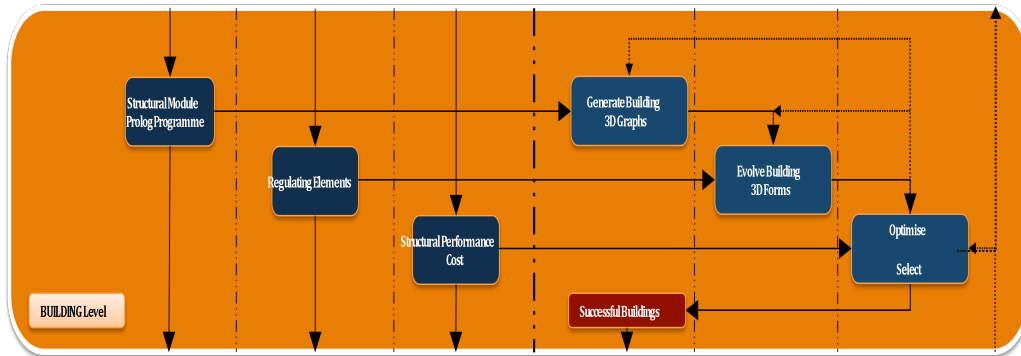 Structural Module
Prolog Programme
Generate Building
3D Graphs
Regulating Elements
Evolve Building
3D Forms
Structural Performance
Cost
Optimise
Select
BUILDING Level
Successful Buildings